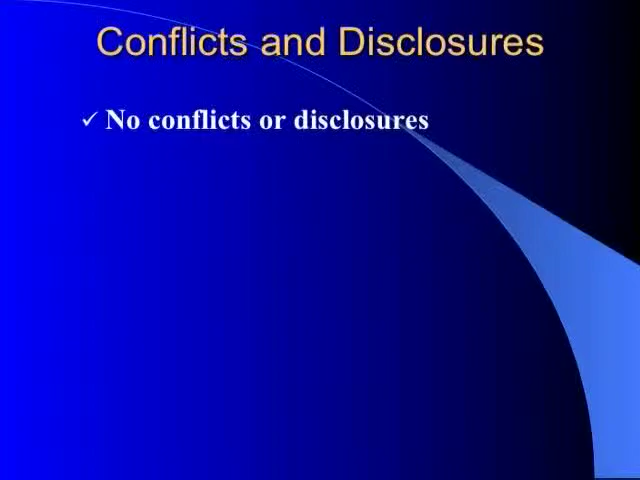 Conflicts and Disclosures
✓ No conflicts or disclosures